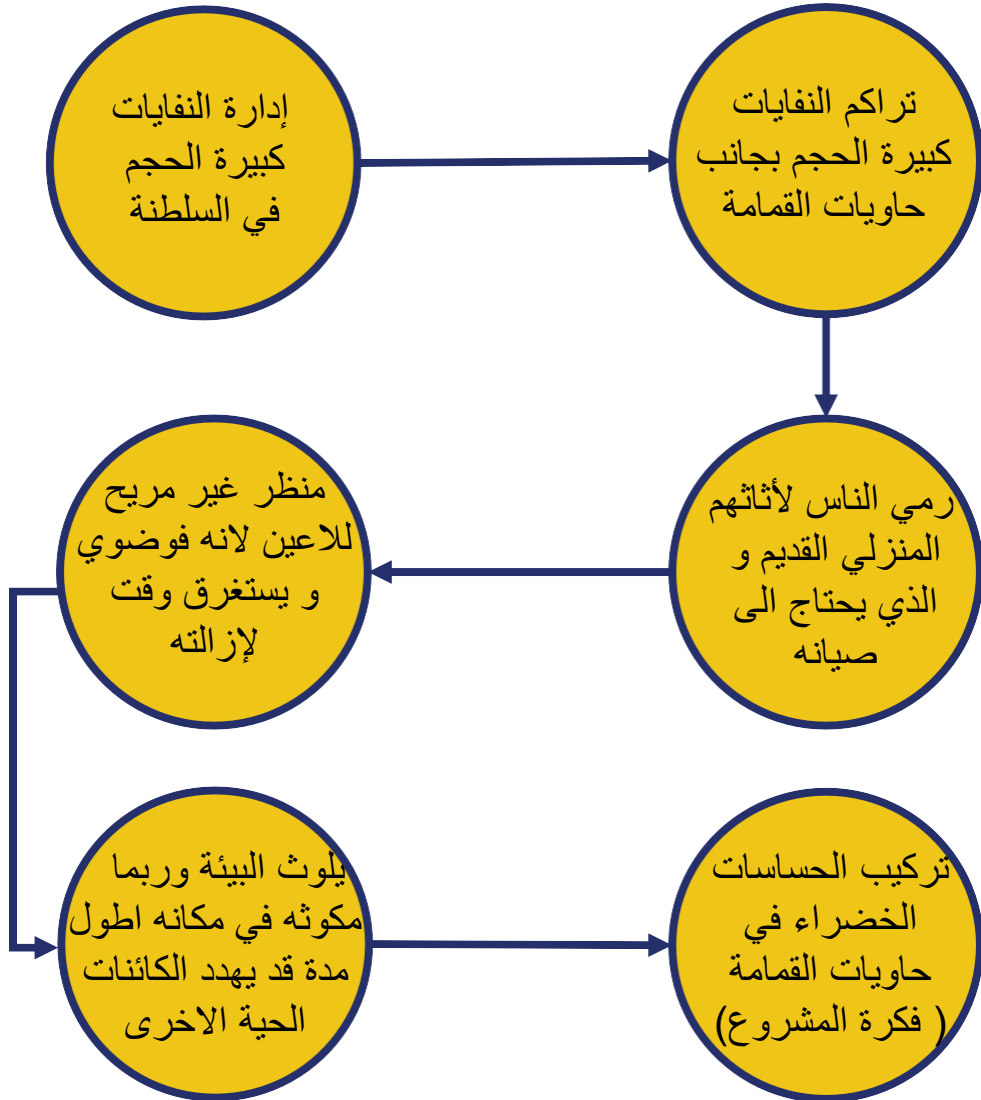 إدارة النفايات
كبيرة الحجم
في السلطنة
تراكم النفايات
كبيرة الحجم بجانب
حاويات القمامة
رمي الناس لأثاثهم
المنزلي القديم و
الذي يحتاج الى
صيانه
منظر غير مريح
للاعين لانه فوضوي
و يستغرق وقت
لإزالته
يلوث البيئة وربما
مكوثه في مكانه اطول
مدة قد يهدد الكائنات
الحية الاخرى
تركيب الحساسات
الخضراء في
حاويات القمامة
( فكرة المشروع)